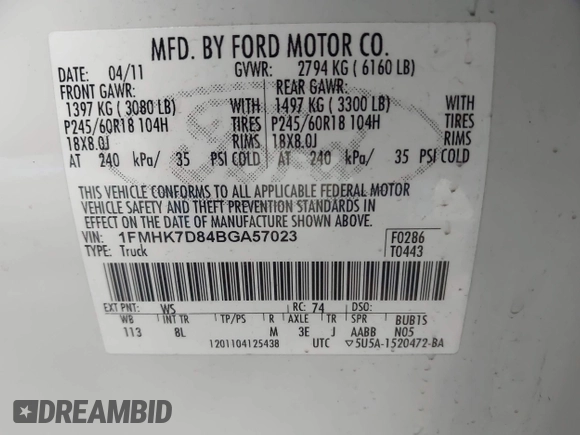 MFD. BY FORD MOTOR CO.
DATE: 04/11 GVWR: 2794 KG ( 6160 LB)
FRONT GAWR: REAR GAWR:
1397 KG ( 3080 LB) WITH 1497 KG ( 3300 LB) WITH
P245/60R18 104H TIRES P245/60R18 104H TIRES
18X8.0J RIMS 18X8.0J RIMS
AT 240 kPa/ 35 PSI COLD AT 240 kPa/ 35 PSI COLD
THIS VEHICLE CONFORMS TO ALL APPLICABLE FEDERAL MOTOR
VEHICLE SAFETY AND THEFT PREVENTION STANDARDS IN EFFECT
ON THE DATE OF MANUFACTURE SHOWN ABOVE.
VIN: 1FMHK7D84BGA57023 F0286
TYPE: Truck T0443
EXT PNT: WS RC: 74 DSO:
WB INT TR TP/PS R AXLE TR SPR BUB1S
113 8L M 3E J AABB N05
1201104125438 UTC ▽5U5A-1520472-BA
Ford
DREAMBID